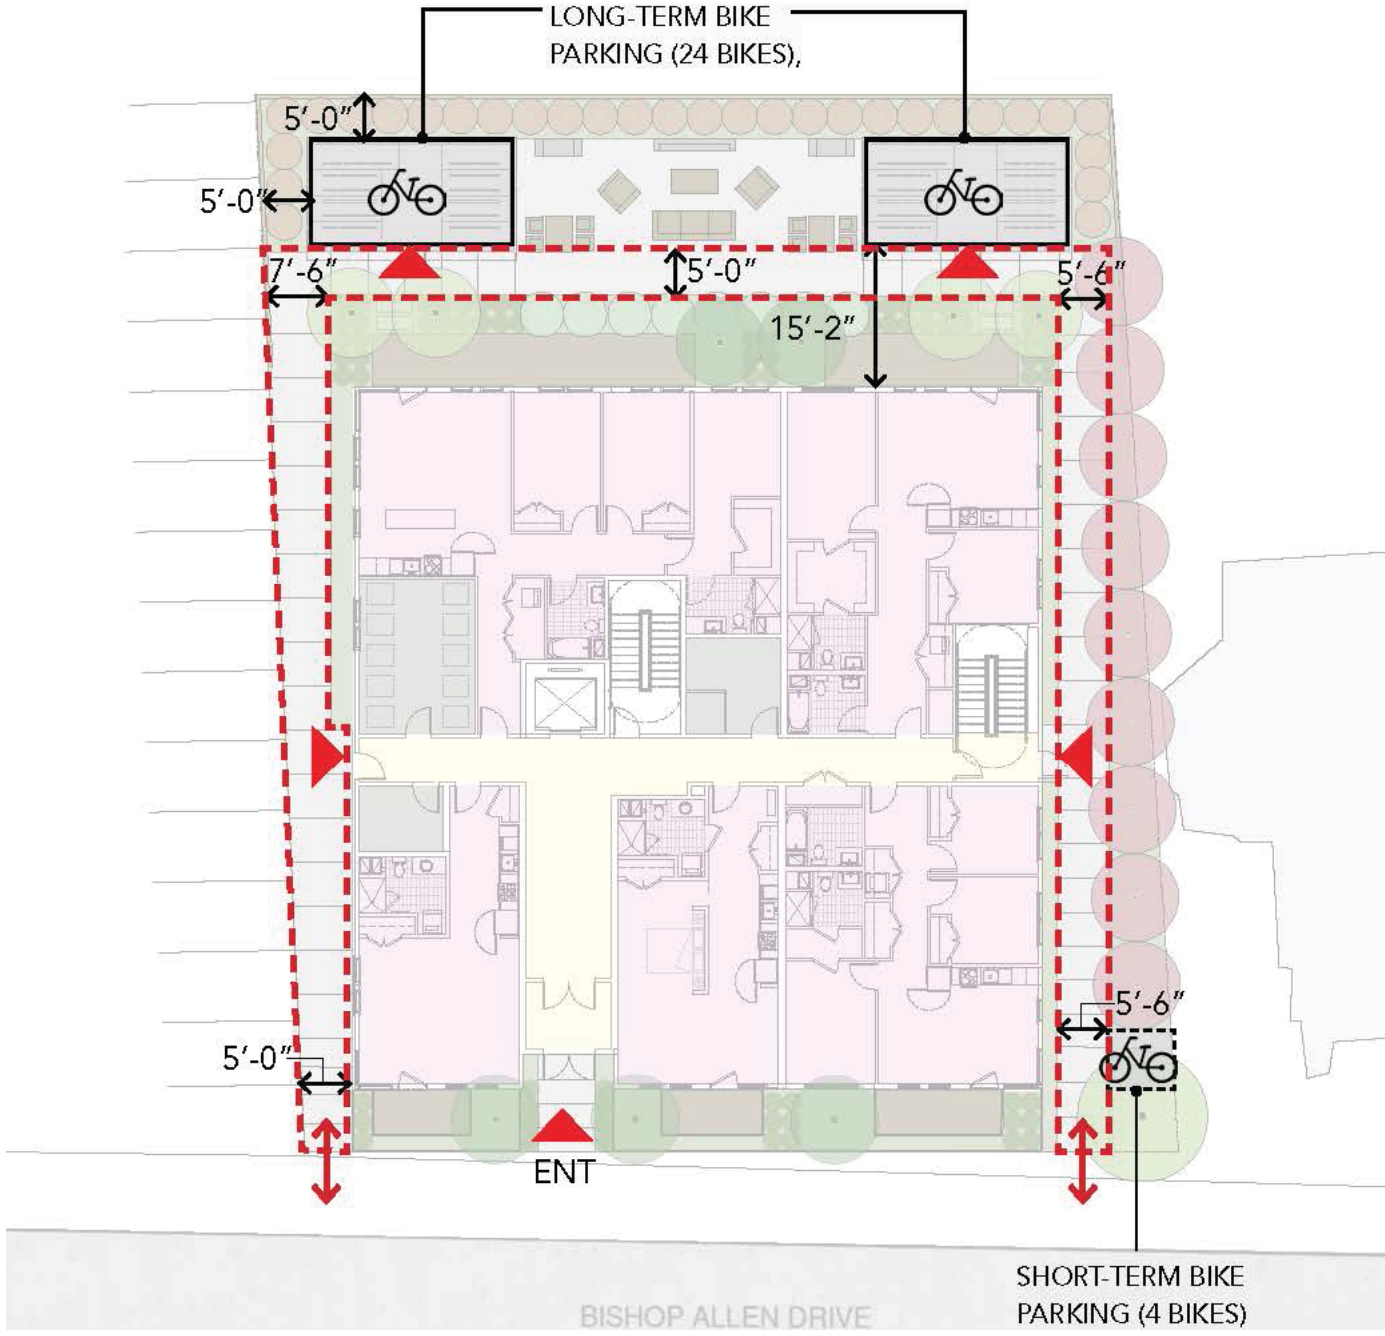 LONG-TERM BIKE
PARKING (24 BIKES),
5'-0"
5'-0"
7'-6"
5'-0"
5'-6"
15'-2"
5'-6"
5'-0"
ENT
SHORT-TERM BIKE
PARKING (4 BIKES)
BISHOP ALLEN DRIVE